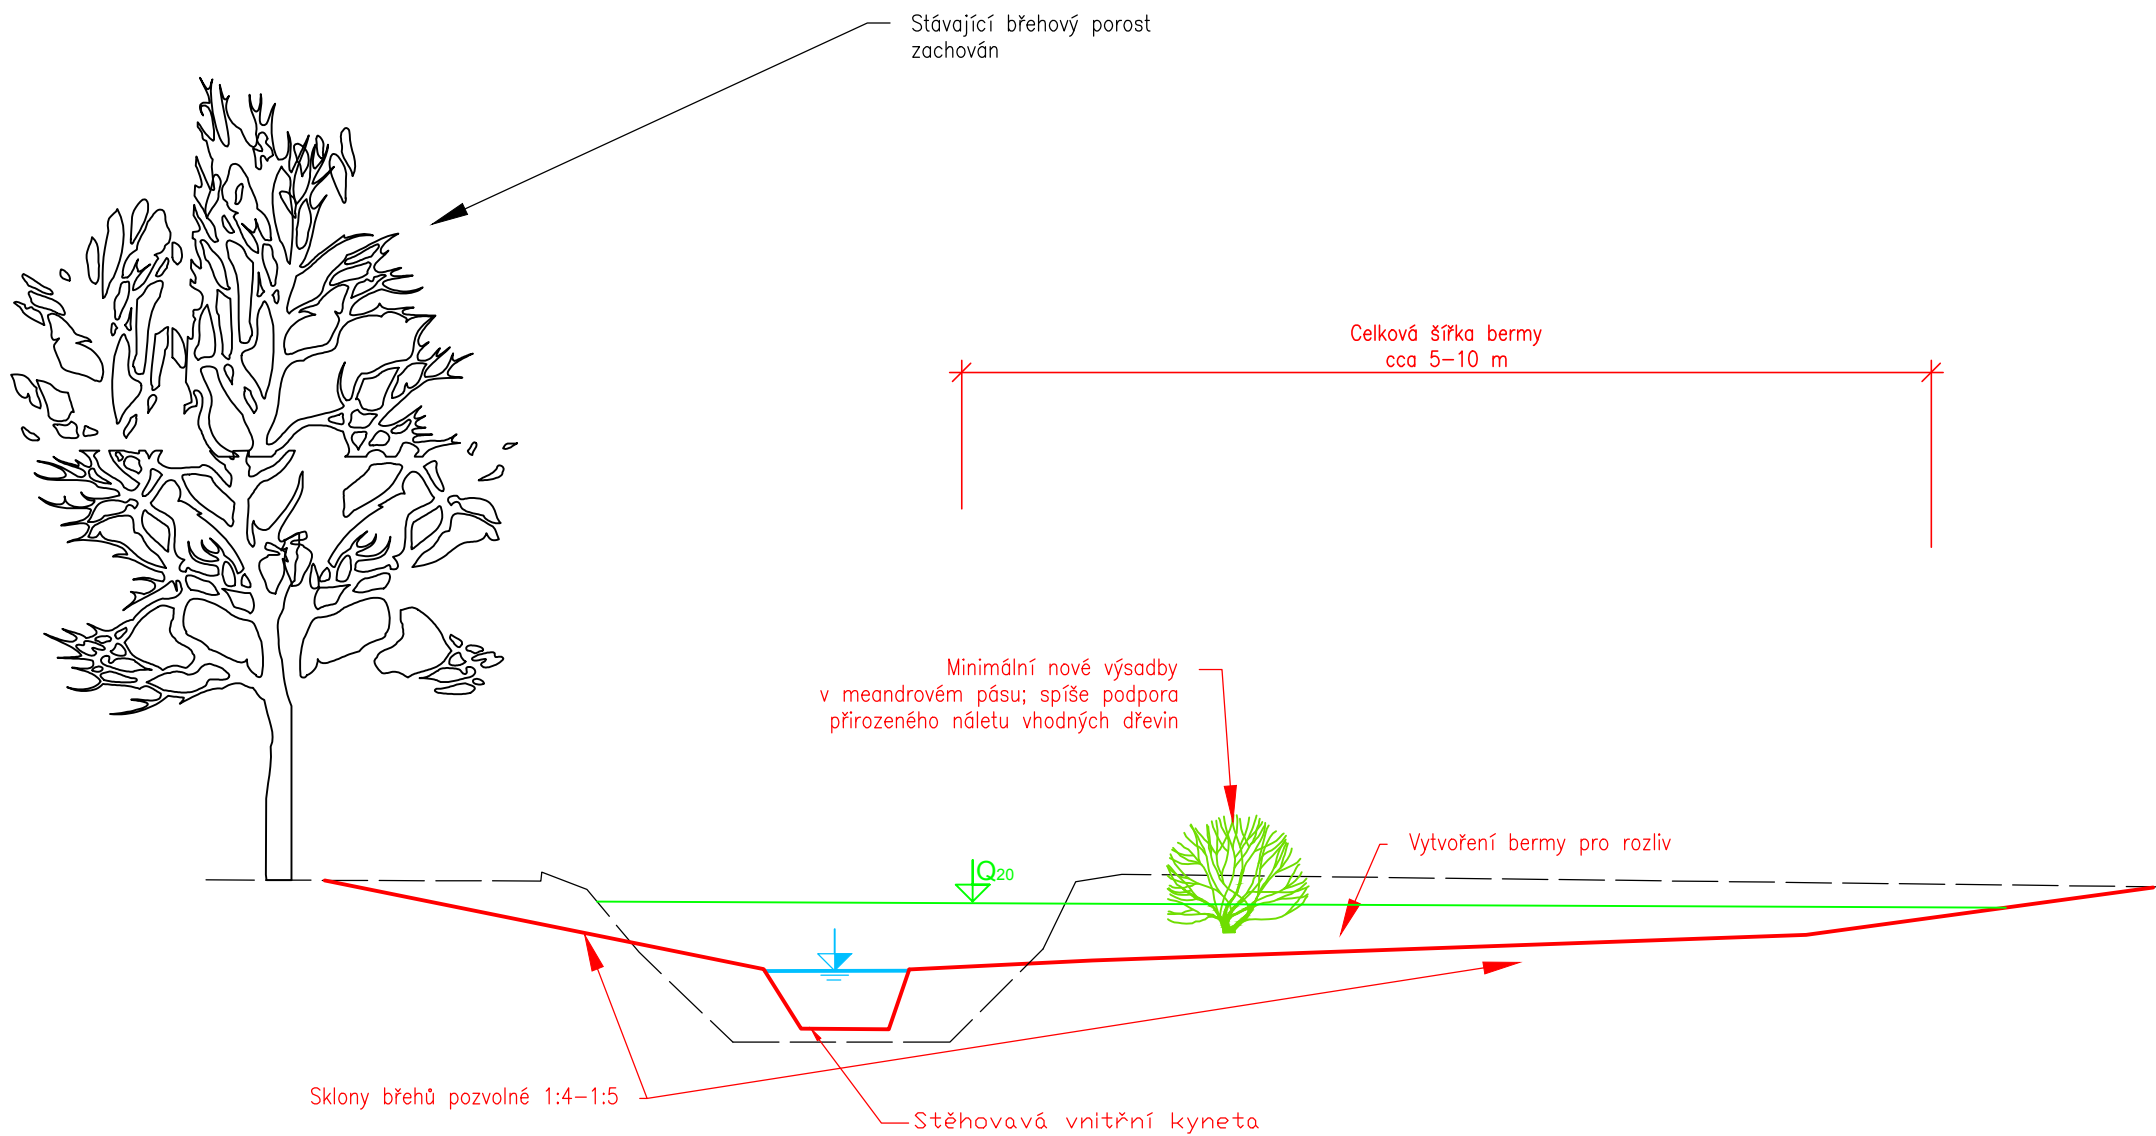 Stávající břehový porost
zachován
Celková šířka bermy
cca 5-10 m
Minimální nové výsadby
v meandrovém pásu; spíše podpora
přirozeného náletu vhodných dřevin
Vytvoření bermy pro rozliv
Q20
Sklony břehů pozvolné 1:4-1:5
Stěhovavá vnitřní kyneta